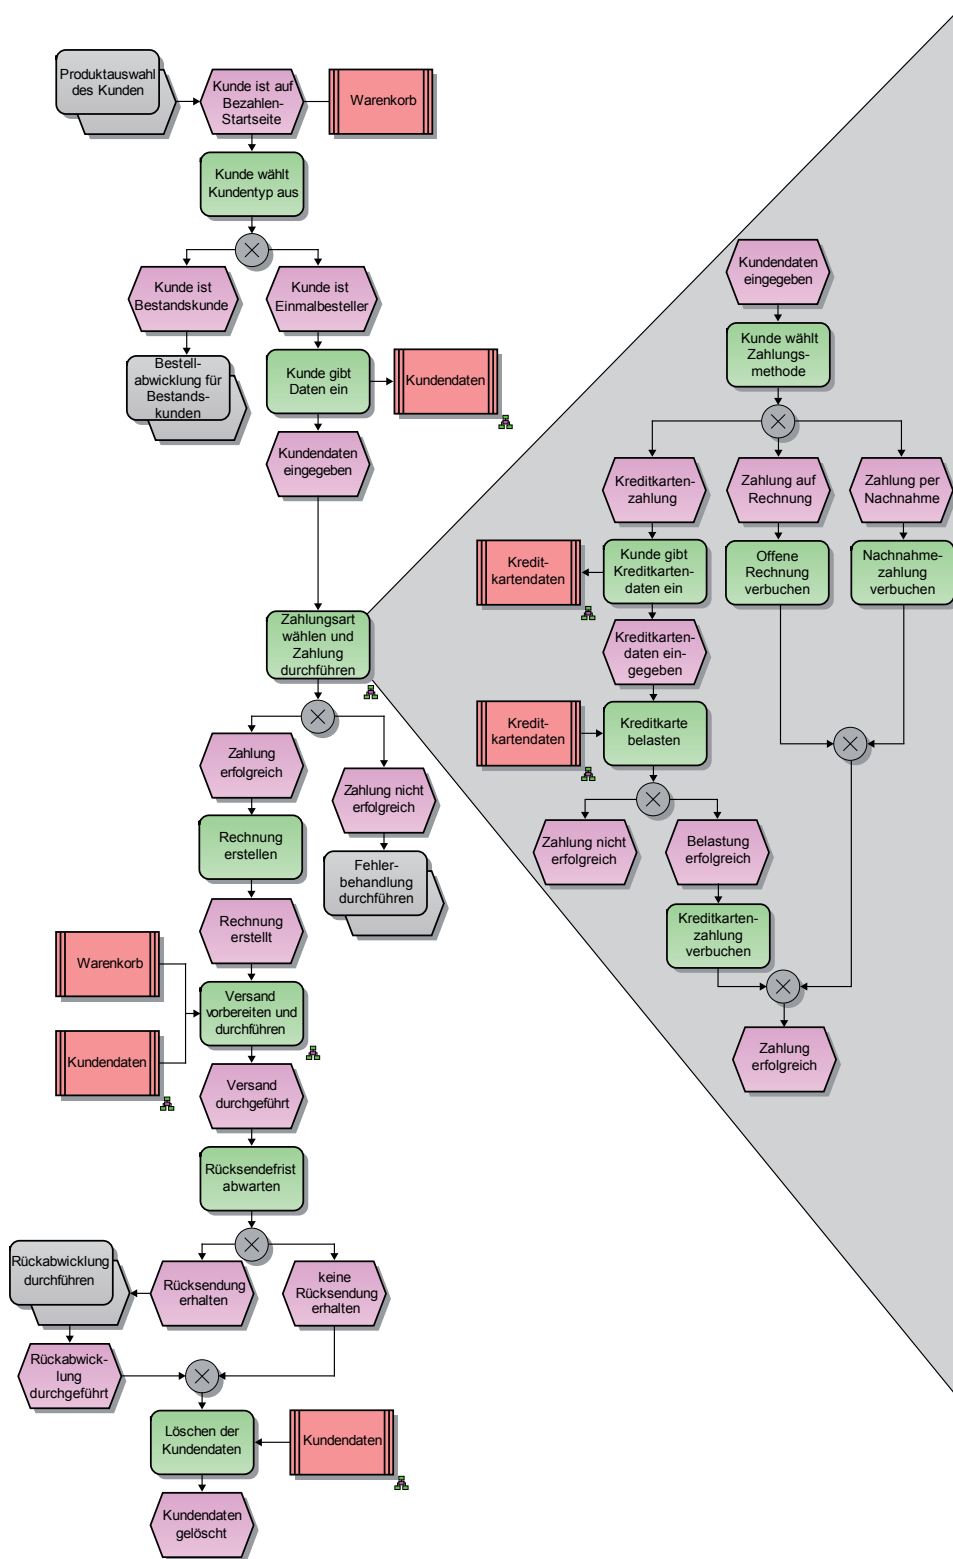 Produktauswahl
des Kunden
Kunde ist auf
Bezahlen-
Startseite
Warenkorb
Kunde wählt
Kundentyp aus
Kunde ist
Bestandskunde
Kunde ist
Einmalbesteller
Bestell-
abwicklung für
Bestands-
kunden
Kunde gibt
Daten ein
Kundendaten
Kundendaten
eingegeben
Zahlungsart
wählen und
Zahlung
durchführen
Zahlung
erfolgreich
Zahlung nicht
erfolgreich
Rechnung
erstellen
Fehler-
behandlung
durchführen
Rechnung
erstellt
Warenkorb
Kundendaten
Versand
vorbereiten und
durchführen
Versand
durchgeführt
Rücksendefrist
abwarten
Rückabwicklung
durchführen
Rücksendung
erhalten
keine
Rücksendung
erhalten
Rückabwick-
lung
durchgeführt
Löschen der
Kundendaten
Kundendaten
Kundendaten
gelöscht
Kundendaten
eingegeben
Kunde wählt
Zahlungs-
methode
Kreditkarten-
zahlung
Zahlung auf
Rechnung
Zahlung per
Nachnahme
Kredit-
kartendaten
Kunde gibt
Kreditkarten-
daten ein
Offene
Rechnung
verbuchen
Nachnahme-
zahlung
verbuchen
Kreditkarten-
daten ein-
gegeben
Kredit-
kartendaten
Kreditkarte
belasten
Zahlung nicht
erfolgreich
Belastung
erfolgreich
Kreditkarten-
zahlung
verbuchen
Zahlung
erfolgreich